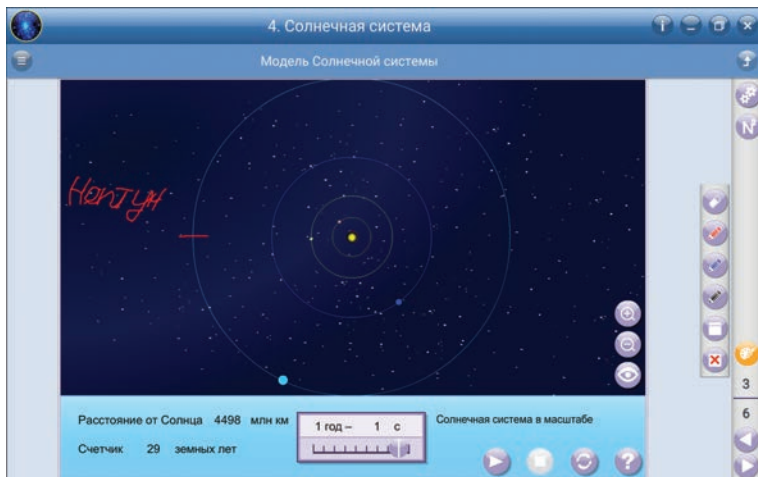 4. Солнечная система
Модель Солнечной системы
Нептун
Расстояние от Солнца 4498 млн км
1 год – 1 с
Солнечная система в масштабе
Счетчик 29 земных лет
?
i
N
3
6